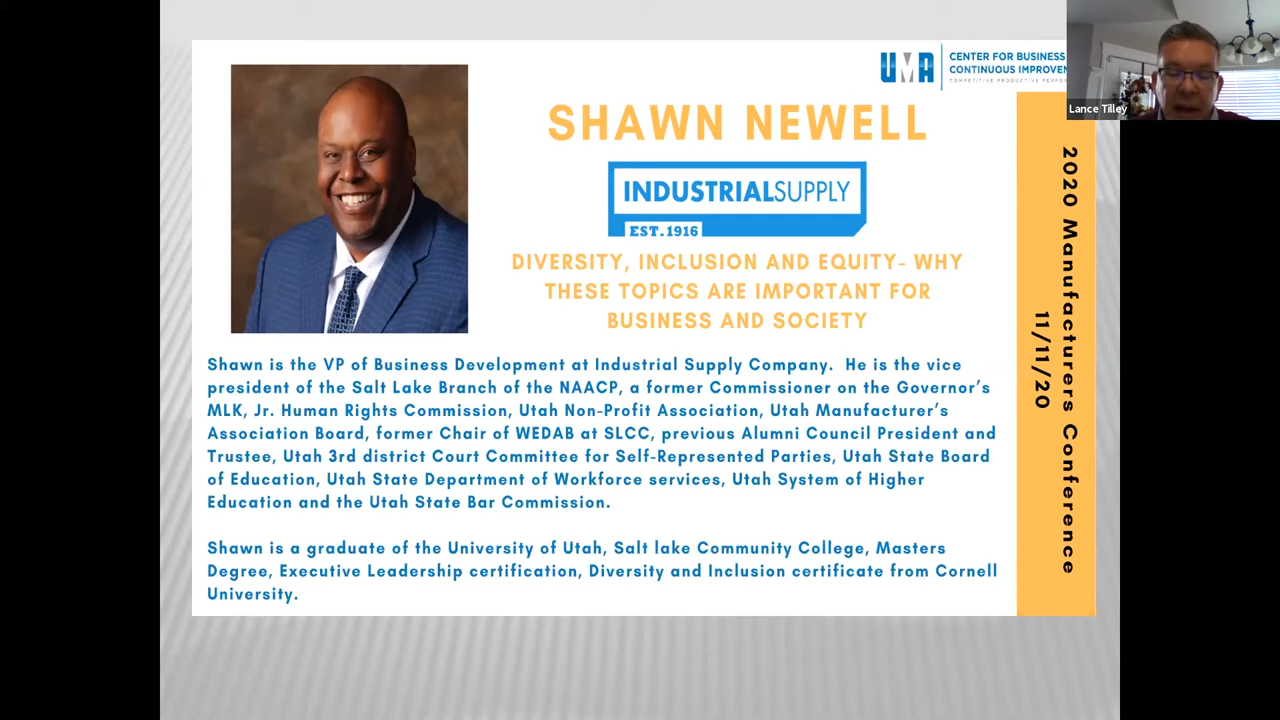 UMA
CENTER FOR BUSINESS
CONTINUOUS
COMPETITIVE PRODUCTIVE
Lance Tilley
SHAWN NEWELL
INDUSTRIALSUPPLY
EST.1916
DIVERSITY, INCLUSION AND EQUITY- WHY
THESE TOPICS ARE IMPORTANT FOR
BUSINESS AND SOCIETY
Shawn is the VP of Business Development at Industrial Supply Company.  He is the vice
president of the Salt Lake Branch of the NAACP, a former Commissioner on the Governor's
MLK, Jr. Human Rights Commission, Utah Non-Profit Association, Utah Manufacturer's
Association Board, former Chair of WEDAB at SLCC, previous Alumni Council President and
Trustee, Utah 3rd district Court Committee for Self-Represented Parties, Utah State Board
of Education, Utah State Department of Workforce services, Utah System of Higher
Education and the Utah State Bar Commission.
Shawn is a graduate of the University of Utah, Salt lake Community College, Masters
Degree, Executive Leadership certification, Diversity and Inclusion certificate from Cornell
University.
2020 Manufacturers Conference
11/11/20